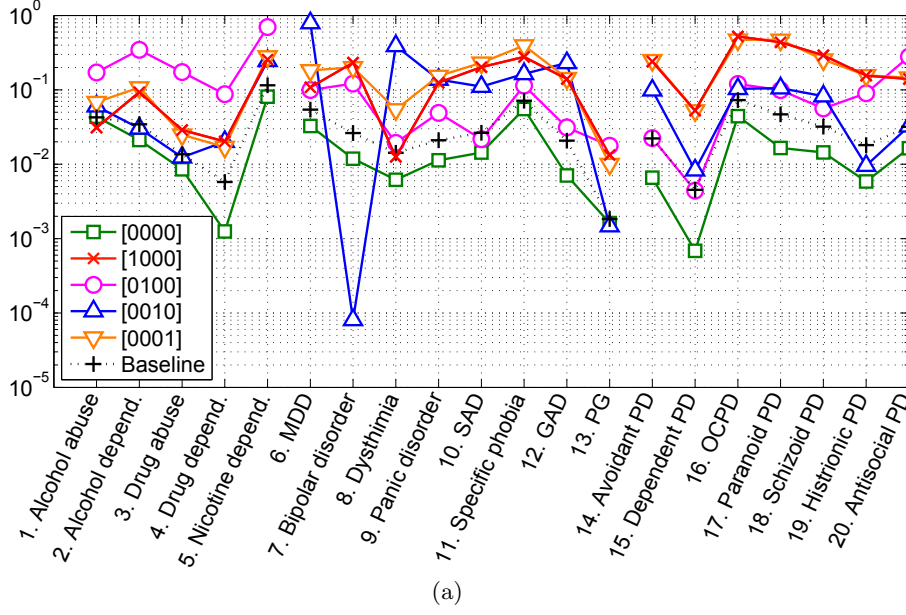 10^0
10^-1
10^-2
10^-3
10^-4
10^-5
[0000]
[1000]
[0100]
[0010]
[0001]
Baseline
1. Alcohol abuse
2. Alcohol depend.
3. Drug abuse
4. Drug depend.
5. Nicotine depend.
6. MDD
7. Bipolar disorder
8. Dysthimia
9. Panic disorder
10. SAD
11. Specific phobia
12. GAD
13. PG
14. Avoidant PD
15. Dependent PD
16. OCPD
17. Paranoid PD
18. Schizoid PD
19. Histrionic PD
20. Antisocial PD
(a)